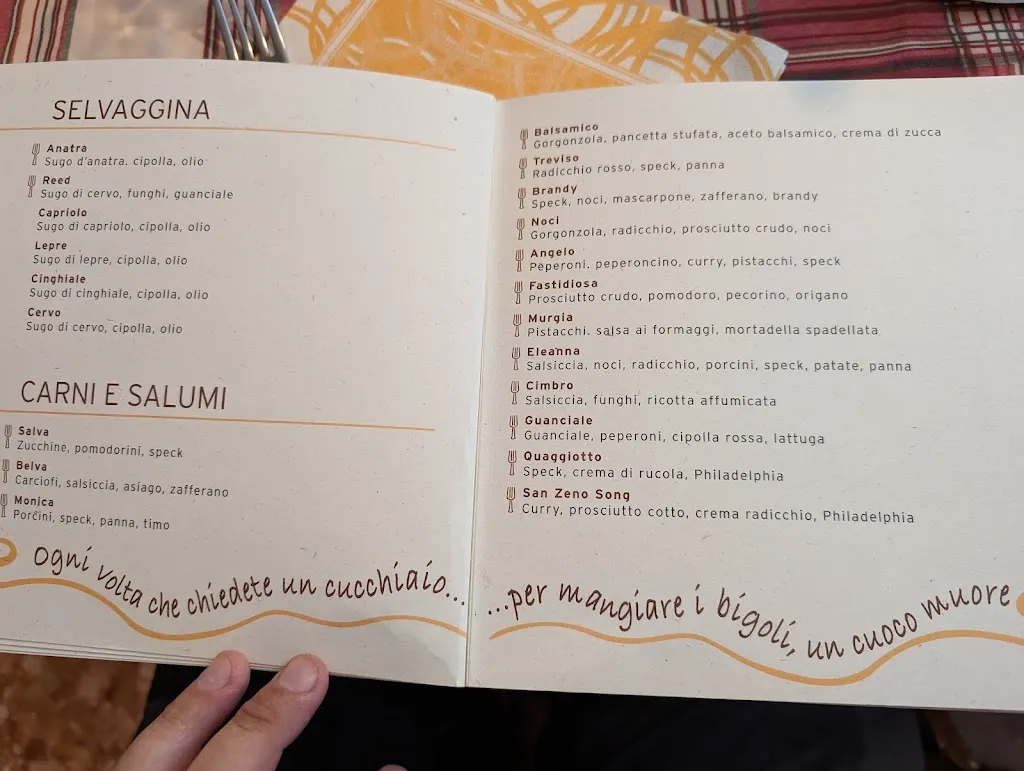 SELVAGGINA
Anatra
Sugo d'anatra. cipolla, olio
Reed
Sugo di cervo, funghi, guanciale
Capriolo
Sugo di capriolo, cipolla, olio
Lepre
Sugo di lepre, cipolla, olio
Cinghiale
Sugo di cinghiale, cipolla, olio
Cervo
Sugo di cervo, cipolla, olio
CARNI E SALUMI
Salva
Zucchine, pomodorini, speck
Belva
Carciofi, salsiccia, asiago, zafferano
Monica
Porcini, speck, panna, timo
Ogni volta che chiedete un cucchiaio...
Balsamico
Gorgonzola, pancetta stufata, aceto balsamico, crema di zucca
Treviso
Radicchio rosso, speck, panna
Brandy
Speck, noci, mascarpone, zafferano, brandy
Noci
Gorgonzola, radicchio, prosciutto crudo, noci
Angelo
Peperoni. peperoncino, curry, pistacchi, speck
Fastidiosa
Prosciutto crudo, pomodoro, pecorino, origano
Murgia
Pistacchi. salsa ai formaggi, mortadella spadellata
Eleanna
Salsiccia, noci, radicchio, porcini, speck, patate, panna
Cimbro
Salsiccia, funghi, ricotta affumicata
Guanciale
Guanciale, peperoni, cipolla rossa, lattuga
Quaggiotto
Speck, crema di rucola, Philadelphia
San Zeno Song
Curry, prosciutto cotto, crema radicchio, Philadelphia
...per mangiare i bigoli, un cuoco muore